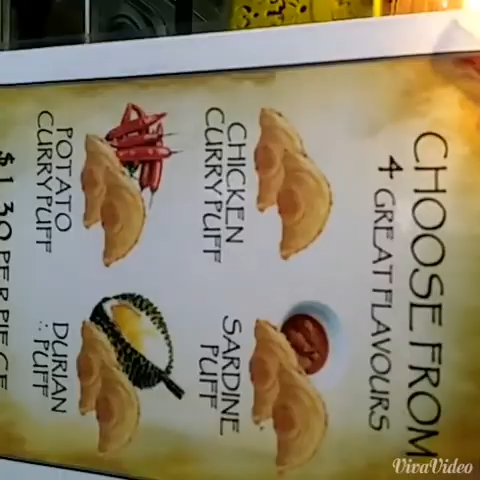 CHOOSE FROM
4 GREAT FLAVOURS
CHICKEN
CURRY PUFF
SARDINE
PUFF
POTATO
CURRY PUFF
DURIAN
PUFF
$1.30 PER PIECE
VivaVideo